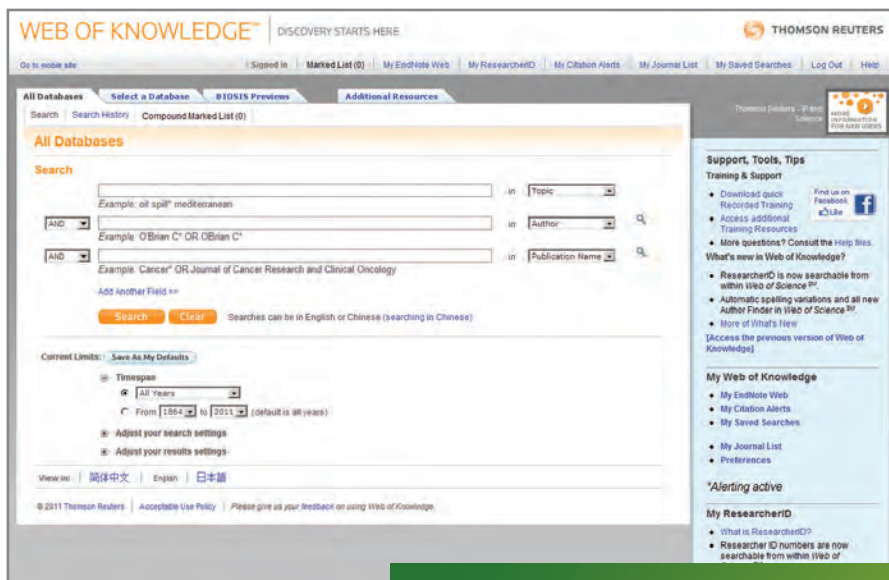 WEB OF KNOWLEDGE℠ DISCOVERY STARTS HERE
THOMSON REUTERS
Go to mobile site
Signed In Marked List (0) My EndNote Web My ResearcherID My Citation Alerts My Journal List My Saved Searches Log Out Help
All Databases Select a Database BIOSIS Previews Additional Resources
Search Search History Compound Marked List (0)
All Databases
Search
in Topic
Example: oil spill* mediterranean
AND in Author
Example: O'Brian C* OR OBrian C*
AND in Publication Name
Example: Cancer* OR Journal of Cancer Research and Clinical Oncology
Add Another Field >>
Search Clear Searches can be in English or Chinese (searching in Chinese)
Current Limits: Save As My Defaults
Timespan
All Years
From 1864 to 2011 (default is all years)
Adjust your search settings
Adjust your results settings
View in: 简体中文 English 日本語
© 2011 Thomson Reuters Acceptable Use Policy Please give us your feedback on using Web of Knowledge.
Thomson Reuters - IP and
Science
MORE
INFORMATION
FOR NEW USERS
Support, Tools, Tips
Training & Support
Download quick
Recorded Training
Find us on
Facebook
Like
Access additional
Training Resources
More questions? Consult the Help files.
What's new in Web of Knowledge?
ResearcherID is now searchable from
within Web of Science ℠.
Automatic spelling variations and all new
Author Finder in Web of Science ℠.
More of What's New
[Access the previous version of Web of
Knowledge]
My Web of Knowledge
My EndNote Web
My Citation Alerts
My Saved Searches
My Journal List
Preferences
*Alerting active
My ResearcherID
What is ResearcherID?
Researcher ID numbers are now
searchable from within Web of